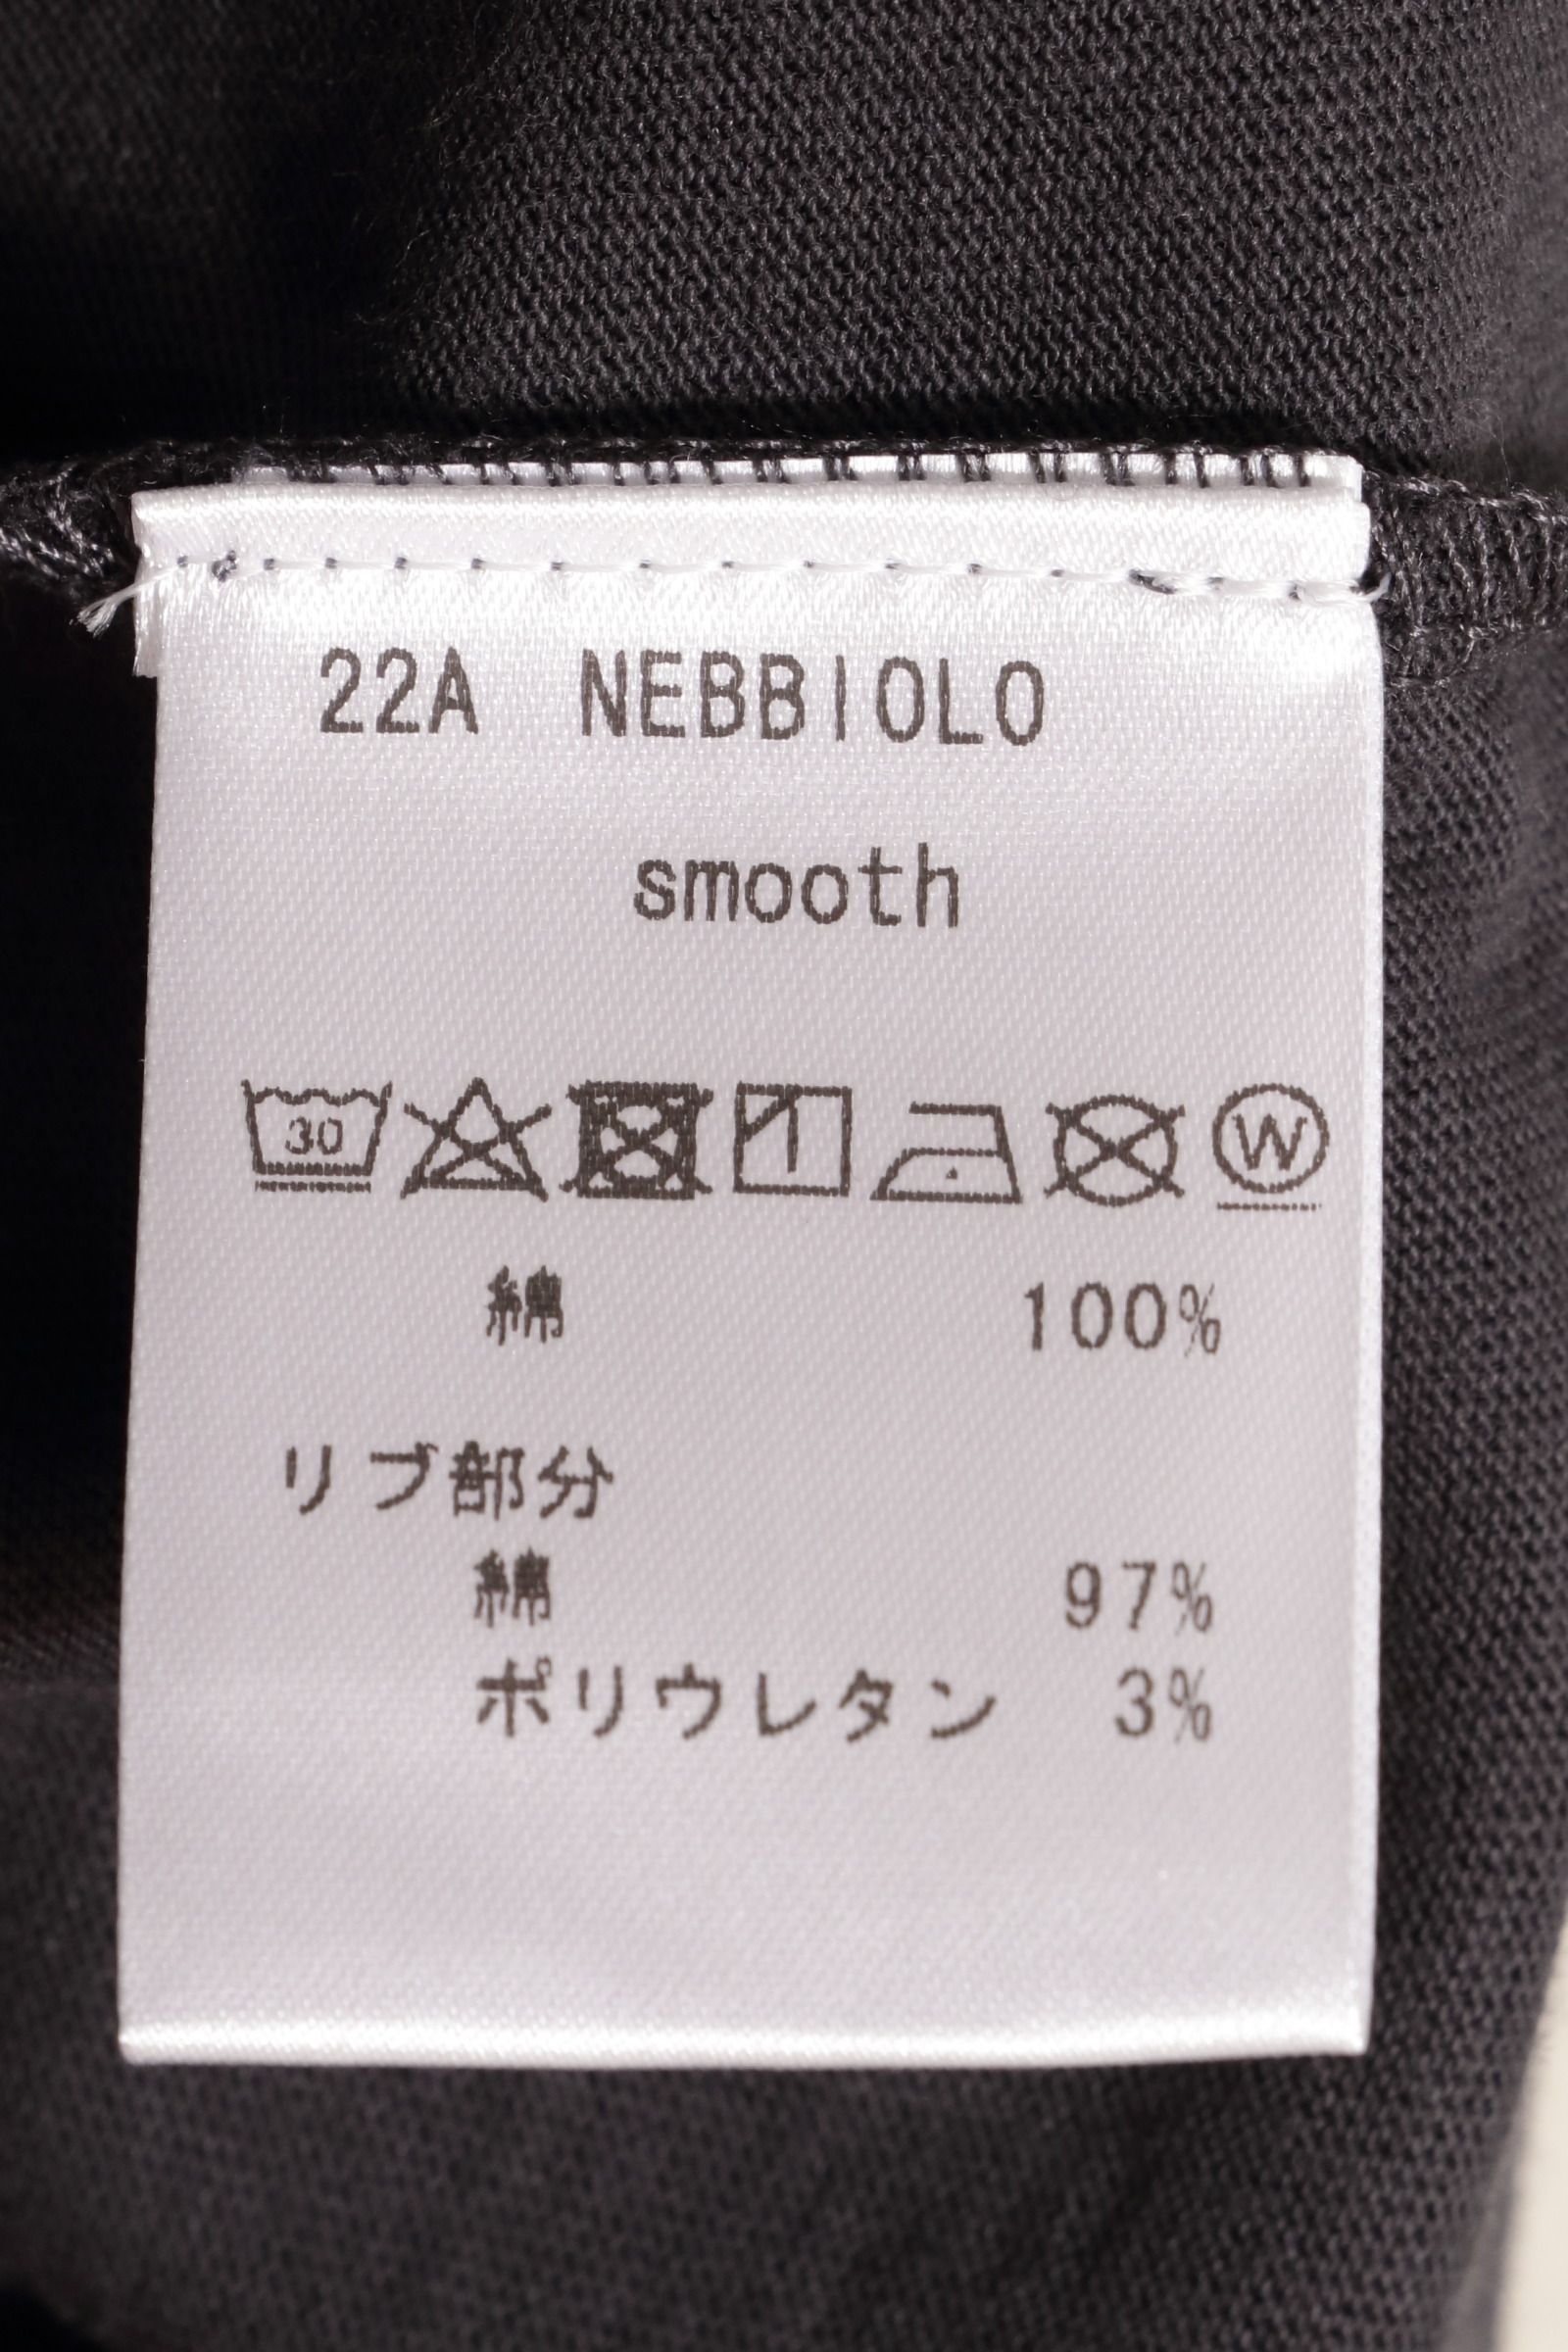 22A NEBBIOLO
smooth
30 W
綿 100%
リブ部分
綿 97%
ポリウレタン 3%